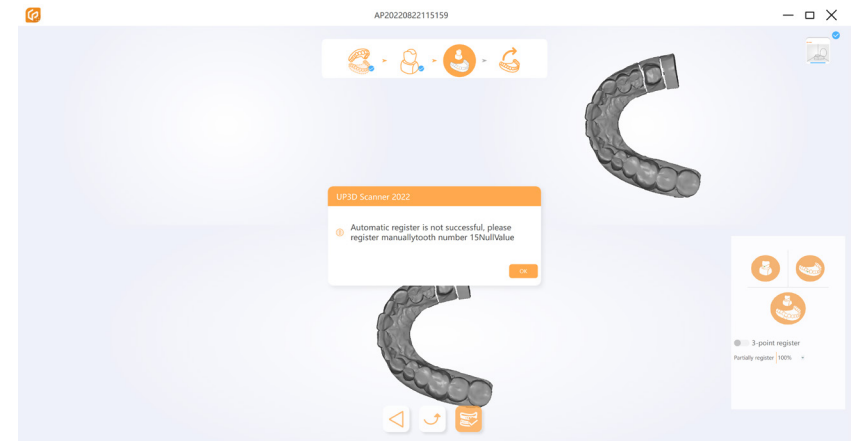 AP20220822115159
UP3D Scanner 2022
Automatic register is not successful, please
register manuallytooth number 15NullValue
OK
3-point register
Partially register 100%